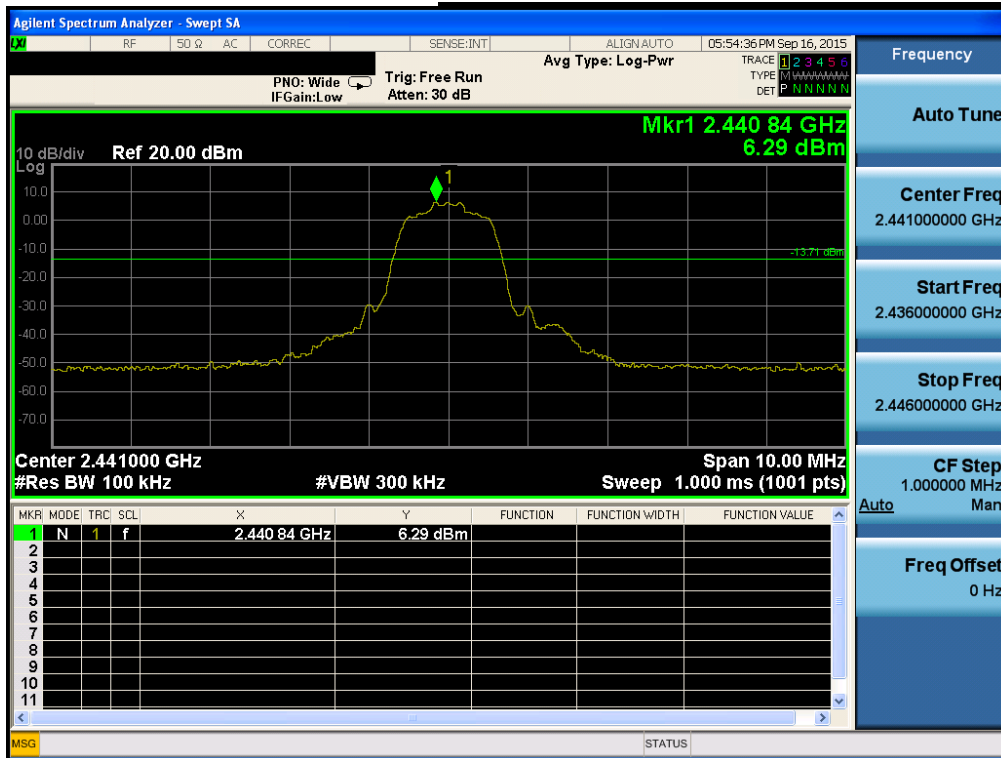 Agilent Spectrum Analyzer - Swept SA
LXI RF 50 Ω AC CORREC SENSE:INT ALIGN AUTO 05:54:36 PM Sep 16, 2015
Avg Type: Log-Pwr
TRACE 1 2 3 4 5 6
TYPE M WWWWW
DET P N N N N N
PNO: Wide
IFGain:Low
Trig: Free Run
Atten: 30 dB
Mkr1 2.440 84 GHz
6.29 dBm
10 dB/div Ref 20.00 dBm
Log
1
10.0
0.00
-10.0
-13.71 dBm
-20.0
-30.0
-40.0
-50.0
-60.0
-70.0
Center 2.441000 GHz Span 10.00 MHz
#Res BW 100 kHz #VBW 300 kHz Sweep 1.000 ms (1001 pts)
MKR MODE TRC SCL X Y FUNCTION FUNCTION WIDTH FUNCTION VALUE
1 N 1 f 2.440 84 GHz 6.29 dBm
2
3
4
5
6
7
8
9
10
11
MSG STATUS
Frequency
Auto Tune
Center Freq
2.441000000 GHz
Start Freq
2.436000000 GHz
Stop Freq
2.446000000 GHz
CF Step
1.000000 MHz
Auto Man
Freq Offset
0 Hz